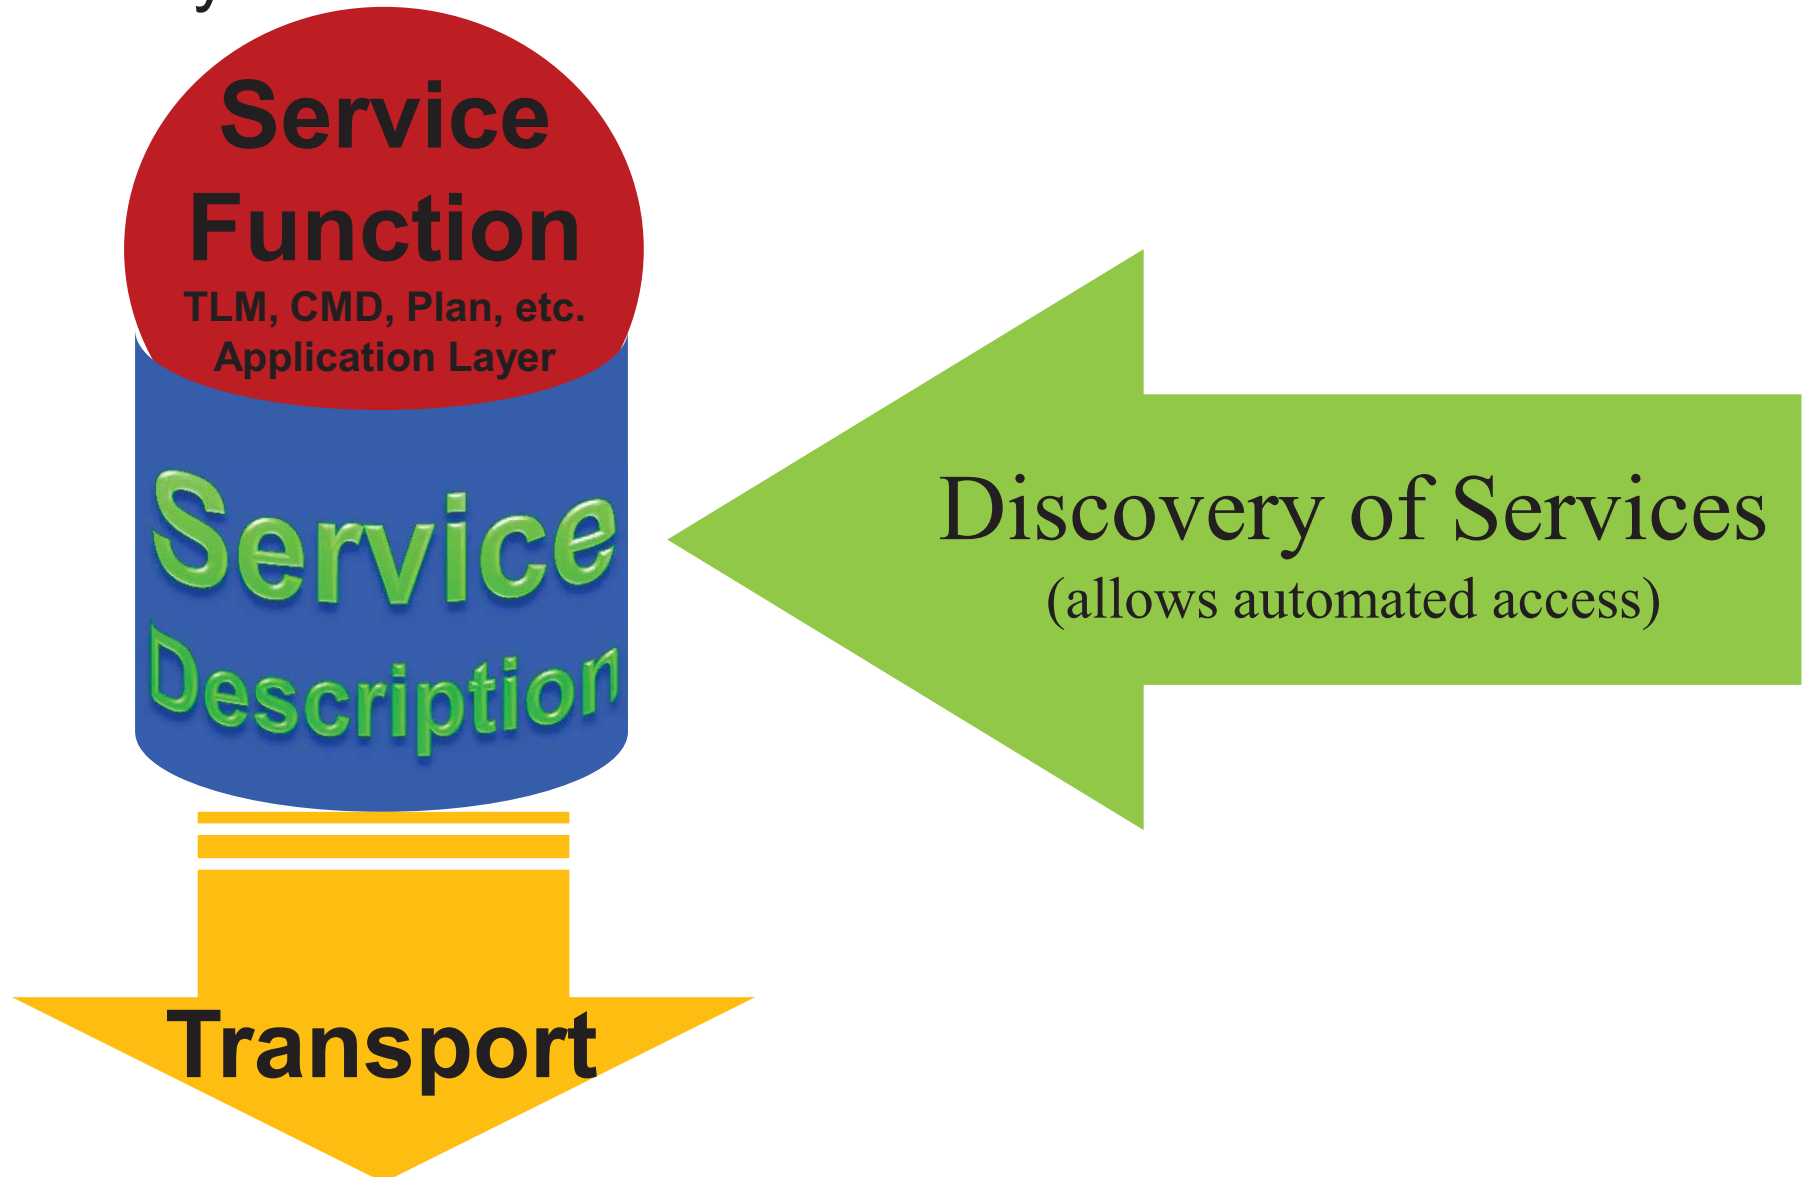 Service
Function
TLM, CMD, Plan, etc.
Application Layer
Service
Description
Discovery of Services
(allows automated access)
Transport